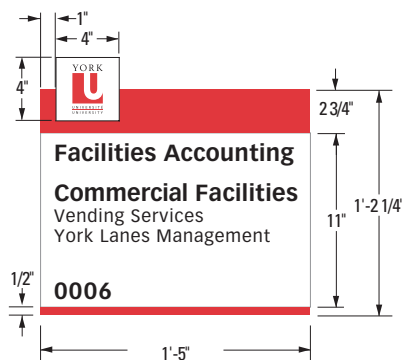 1"
4"
4"
YORK
U
UNIVERSITÉ
UNIVERSITY
2 3/4"
Facilities Accounting
Commercial Facilities
Vending Services
York Lanes Management
11"
1'-2 1/4"
1/2"
0006
1'-5"